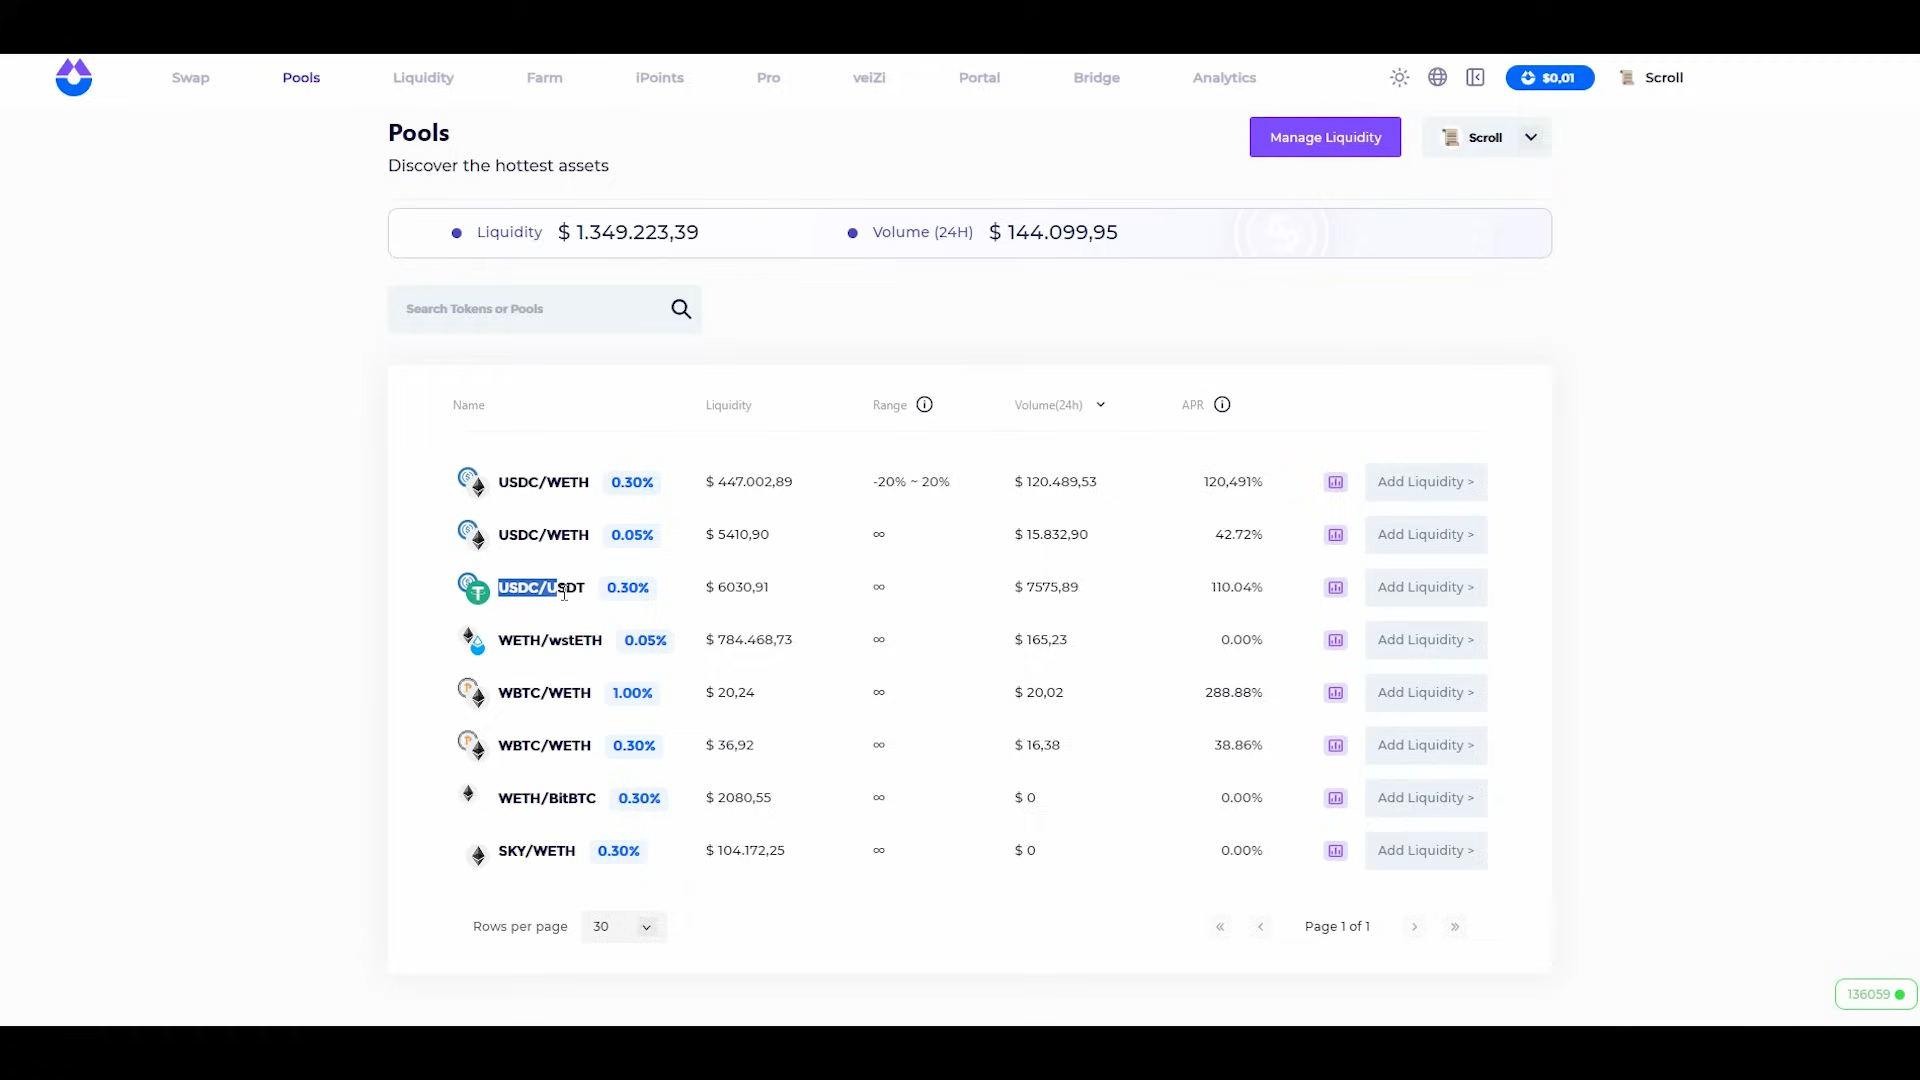 Swap Pools Liquidity Farm iPoints Pro veiZi Portal Bridge Analytics $0,01 Scroll
Pools
Manage Liquidity
Scroll
Discover the hottest assets
Liquidity $ 1.349.223,39 Volume (24H) $ 144.099,95
Search Tokens or Pools
Name Liquidity Range Volume(24h) APR
USDC/WETH 0.30% $ 447.002,89 -20% ~ 20% $ 120.489,53 120,491% Add Liquidity >
USDC/WETH 0.05% $ 5410,90 ∞ $ 15.832,90 42.72% Add Liquidity >
USDC/USDT 0.30% $ 6030,91 ∞ $ 7575,89 110.04% Add Liquidity >
WETH/wstETH 0.05% $ 784.468,73 ∞ $ 165,23 0.00% Add Liquidity >
WBTC/WETH 1.00% $ 20,24 ∞ $ 20,02 288.88% Add Liquidity >
WBTC/WETH 0.30% $ 36,92 ∞ $ 16,38 38.86% Add Liquidity >
WETH/BitBTC 0.30% $ 2080,55 ∞ $ 0 0.00% Add Liquidity >
SKY/WETH 0.30% $ 104.172,25 ∞ $ 0 0.00% Add Liquidity >
Rows per page 30 « ‹ Page 1 of 1 › »
136059